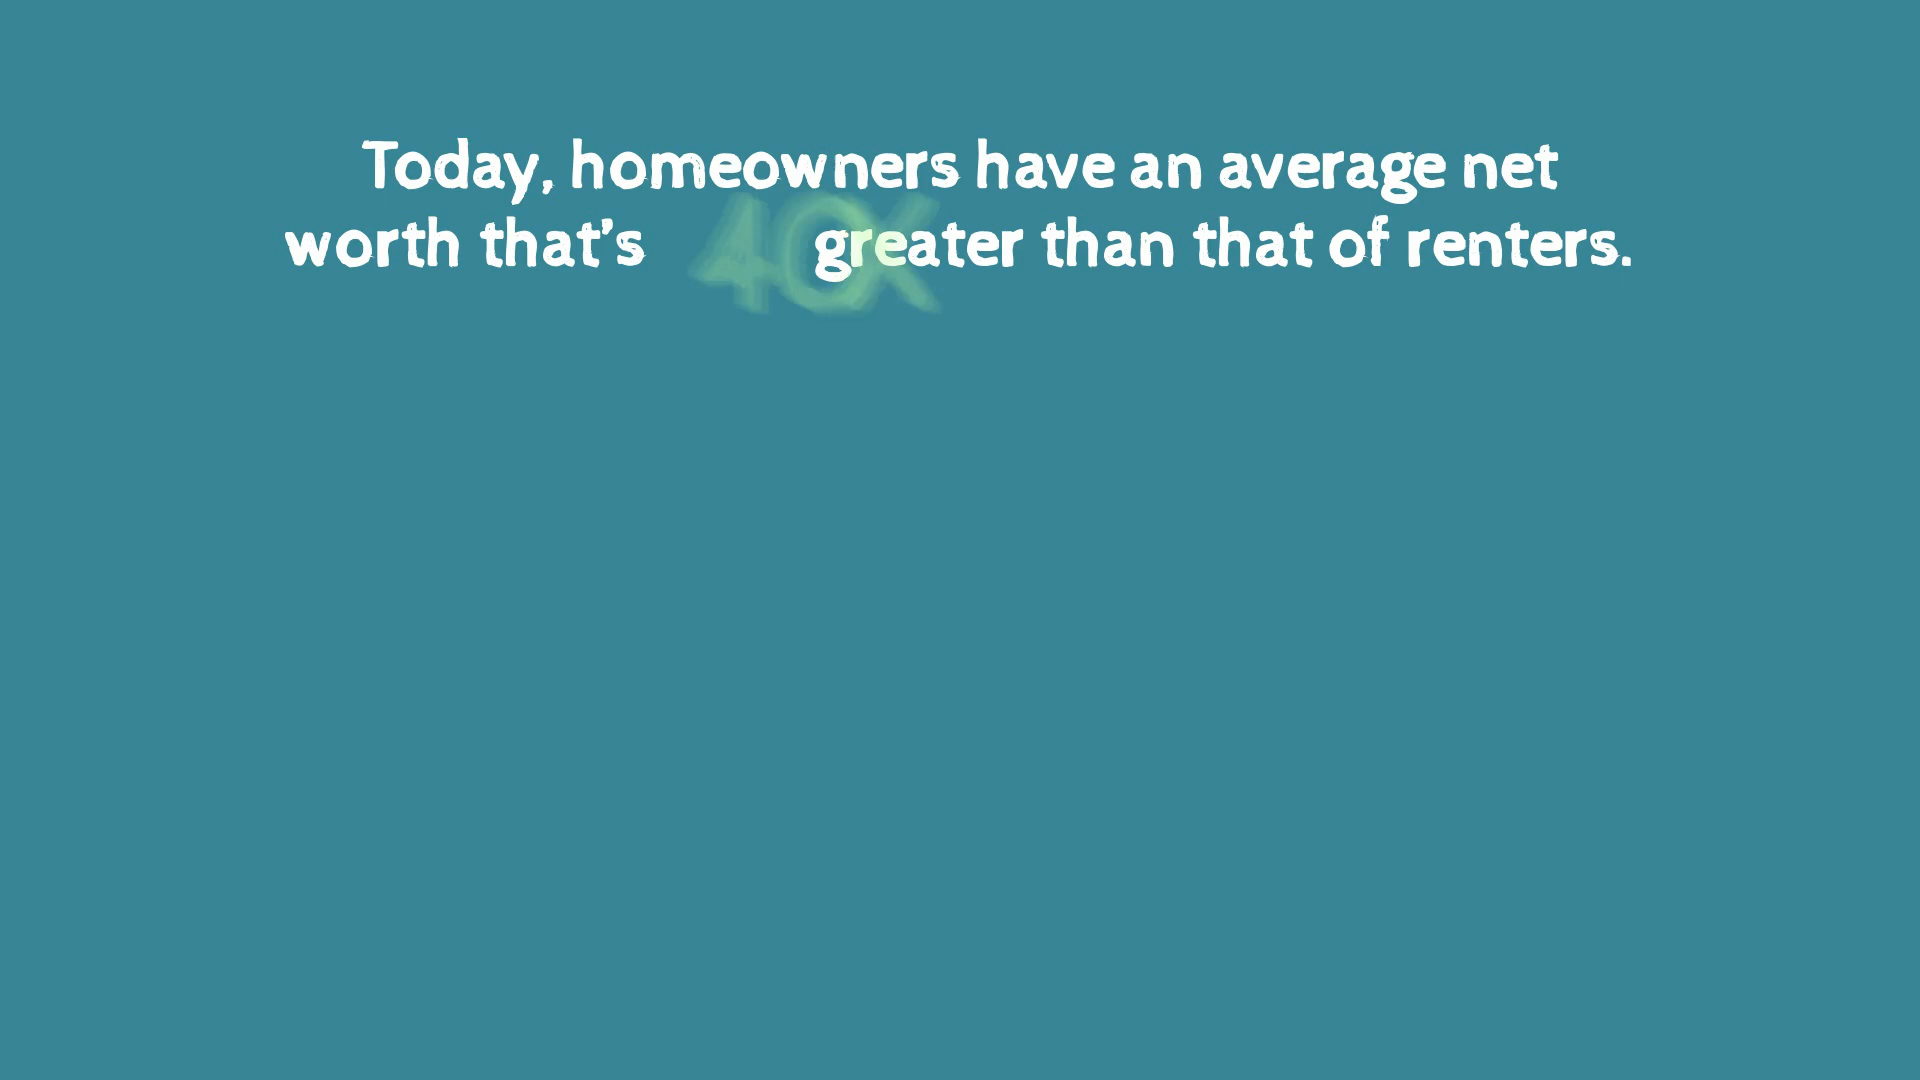 Today, homeowners have an average net
worth that's 40X greater than that of renters.